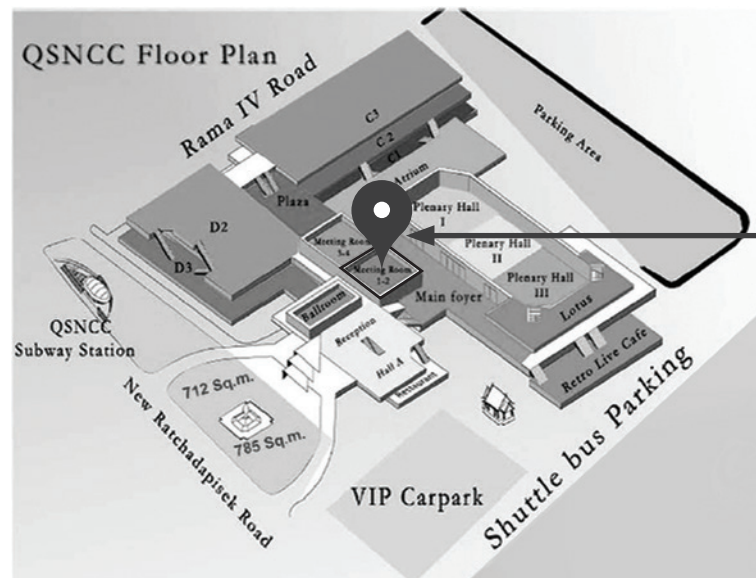 QSNCC Floor Plan
Rama IV Road
C3
C 2
C1
Atrium
Parking Area
Plaza
D2
D3
Plenary Hall
I
Plenary Hall
II
Plenary Hall
III
Meeting Room
3-4
Meeting Room
1-2
Main foyer
Lotus
Ballroom
Reception
Hall A
Restaurant
Retro Live Cafe
QSNCC
Subway Station
712 Sq.m.
785 Sq.m.
New Ratchadapisek Road
VIP Carpark
Shuttle bus Parking